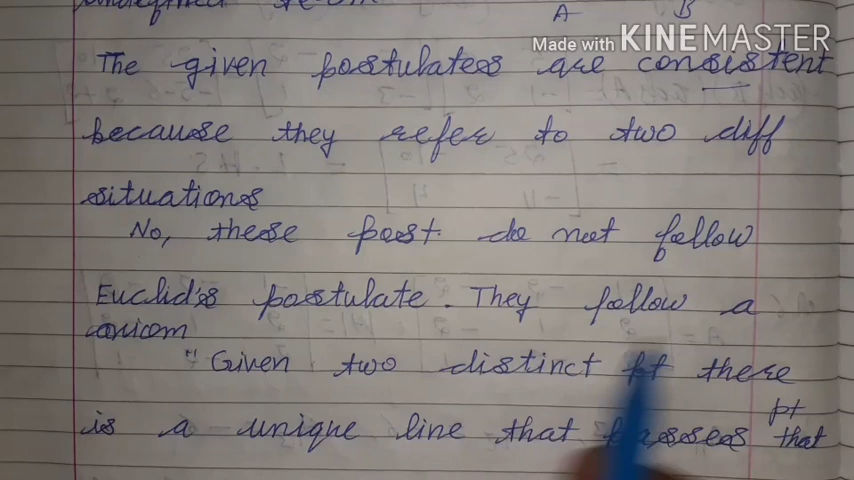 A B
Made with KINEMASTER
The given postulates are consistent
because they refer to two diff
situations
No, these post. do not follow
Euclid's postulate. They follow a
axiom
"Given two distinct pt there
is a unique line that passes that
pt